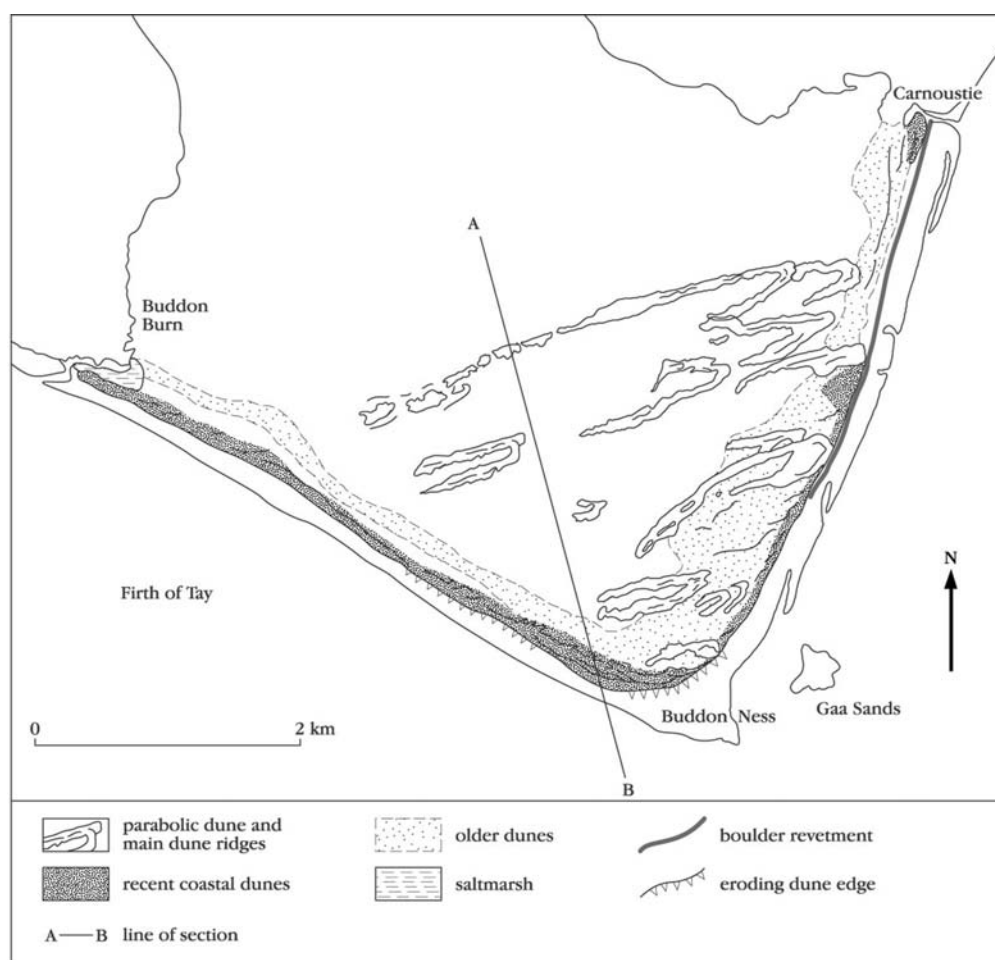 Carnoustie
A
Buddon
Burn
N
Firth of Tay
Gaa Sands
Buddon Ness
0
2 km
B
parabolic dune and
main dune ridges
older dunes
boulder revetment
recent coastal dunes
saltmarsh
eroding dune edge
A
B
line of section